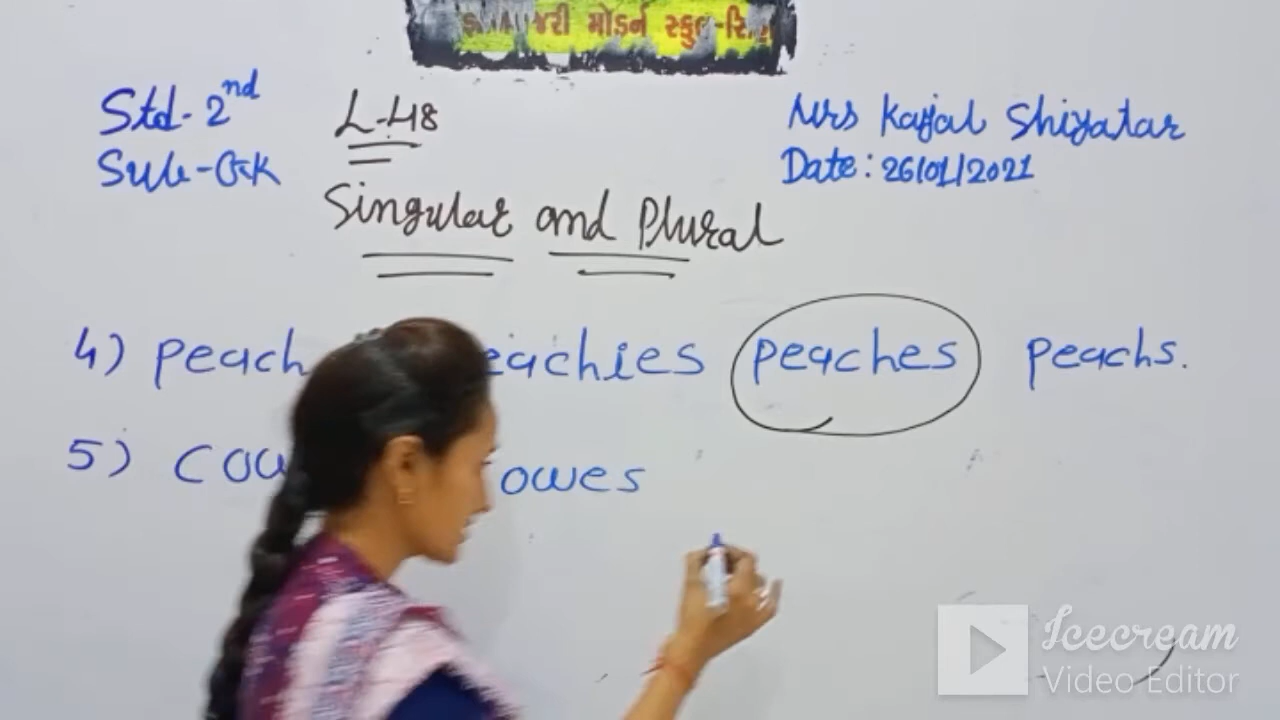 મોડર્ન સ્કુલ
Std-2nd
Sub-G.K
L-48
Mrs Kajal Shiyatar
Date: 26/01/2021
Singular and Plural
4) peach eachies peaches peachs.
5) cow owes
Icecream
Video Editor